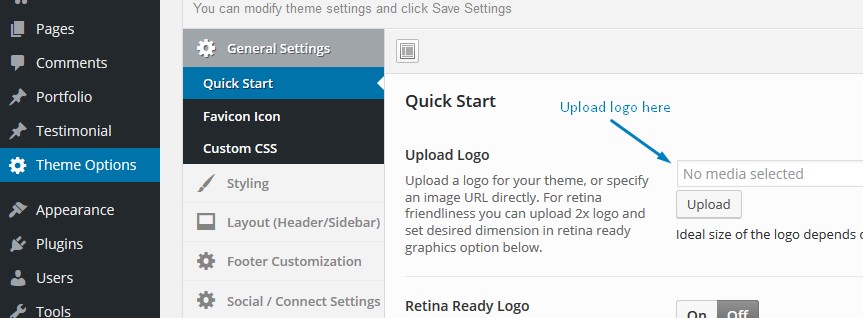 You can modify theme settings and click Save Settings
Pages
Comments
Portfolio
Testimonial
Theme Options
Appearance
Plugins
Users
Tools
General Settings
Quick Start
Favicon Icon
Custom CSS
Styling
Layout (Header/Sidebar)
Footer Customization
Social / Connect Settings
Quick Start
Upload logo here
Upload Logo
Upload a logo for your theme, or specify
an image URL directly. For retina
friendliness you can upload 2x logo and
set desired dimension in retina ready
graphics option below.
No media selected
Upload
Ideal size of the logo depends
Retina Ready Logo
On Off